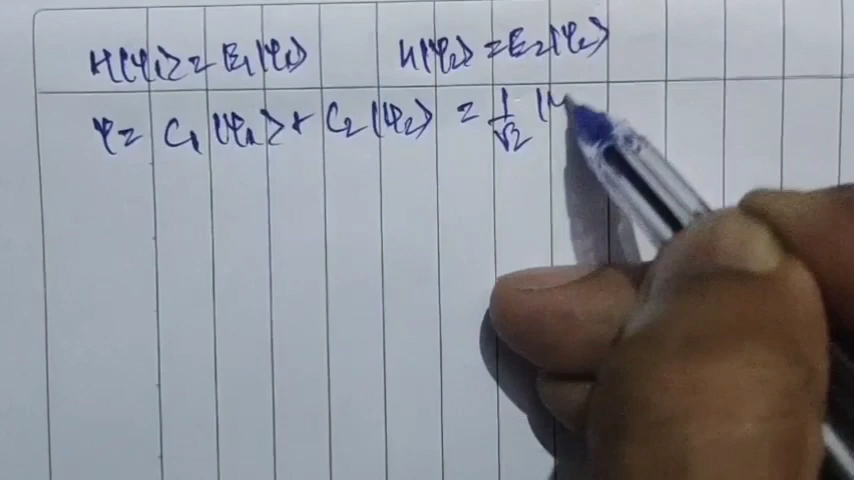 H|ψ₁⟩ = E₁|ψ₁⟩ H|ψ₂⟩ = E₂|ψ₂⟩
ψ = C₁|ψ₁⟩ + C₂|ψ₂⟩ = 1/√2 |